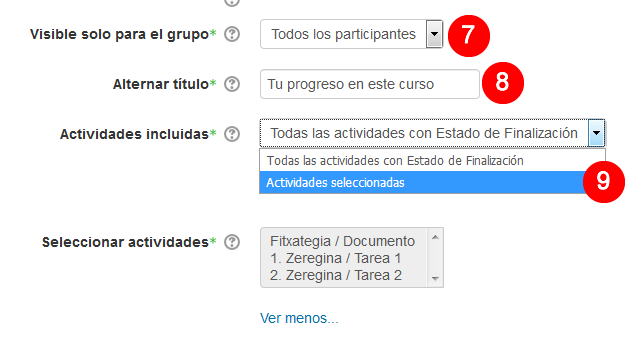 Visible solo para el grupo* Todos los participantes 7
Alternar título* Tu progreso en este curso 8
Actividades incluidas* Todas las actividades con Estado de Finalización
Todas las actividades con Estado de Finalización
Actividades seleccionadas 9
Seleccionar actividades* Fitxategia / Documento
1. Zeregina / Tarea 1
2. Zeregina / Tarea 2
Ver menos...